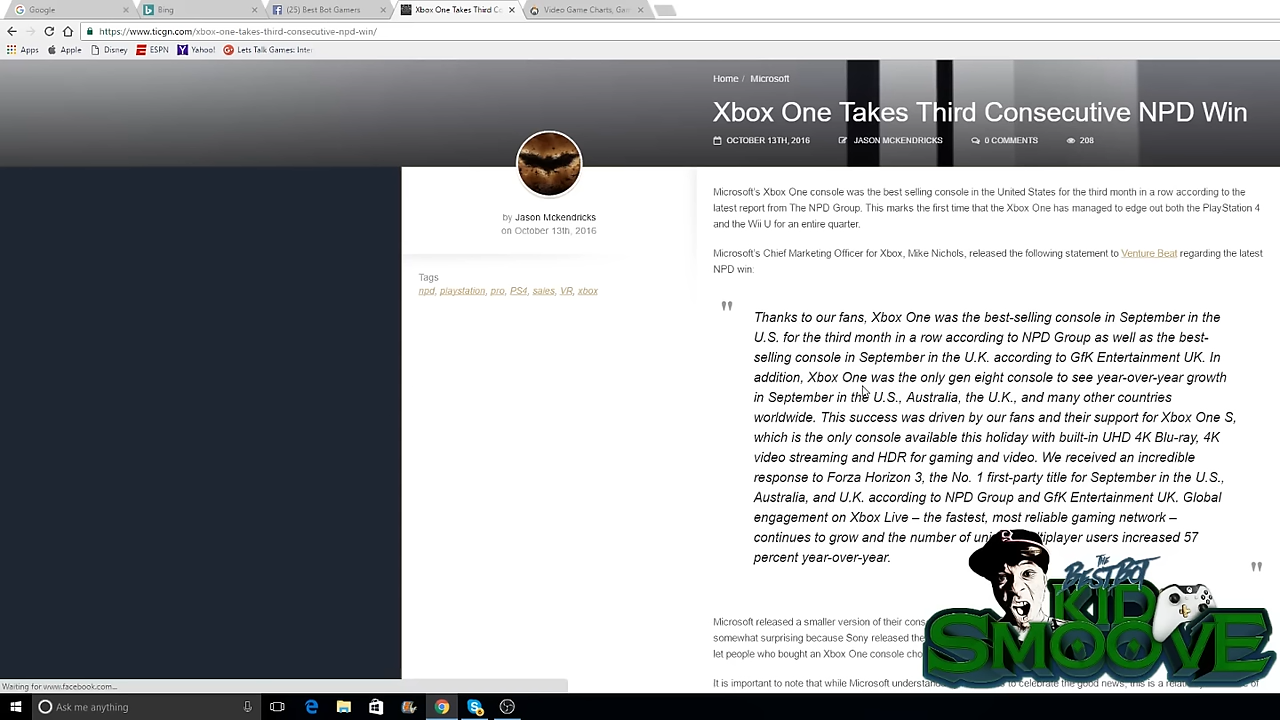 Google
Bing
(25) Best Bot Gamers
Xbox One Takes Third Co
Video Game Charts, Gam
https://www.ticgn.com/xbox-one-takes-third-consecutive-npd-win/
Apps
Apple
Disney
ESPN
Yahoo!
Lets Talk Games: Inter
Home / Microsoft
Xbox One Takes Third Consecutive NPD Win
OCTOBER 13TH, 2016 JASON MCKENDRICKS 0 COMMENTS 208
by Jason Mckendricks
on October 13th, 2016
Tags
npd, playstation, pro, PS4, sales, VR, xbox
Microsoft's Xbox One console was the best selling console in the United States for the third month in a row according to the
latest report from The NPD Group. This marks the first time that the Xbox One has managed to edge out both the PlayStation 4
and the Wii U for an entire quarter.
Microsoft's Chief Marketing Officer for Xbox, Mike Nichols, released the following statement to Venture Beat regarding the latest
NPD win:
"
Thanks to our fans, Xbox One was the best-selling console in September in the
U.S. for the third month in a row according to NPD Group as well as the best-
selling console in September in the U.K. according to GfK Entertainment UK. In
addition, Xbox One was the only gen eight console to see year-over-year growth
in September in the U.S., Australia, the U.K., and many other countries
worldwide. This success was driven by our fans and their support for Xbox One S,
which is the only console available this holiday with built-in UHD 4K Blu-ray, 4K
video streaming and HDR for gaming and video. We received an incredible
response to Forza Horizon 3, the No. 1 first-party title for September in the U.S.,
Australia, and U.K. according to NPD Group and GfK Entertainment UK. Global
engagement on Xbox Live – the fastest, most reliable gaming network –
continues to grow and the number of uni tiplayer users increased 57
percent year-over-year.
"
Microsoft released a smaller version of their cons
somewhat surprising because Sony released the
let people who bought an Xbox One console cho
It is important to note that while Microsoft understan to celebrate the good news, this is a rela
THE BEST BOT
KID
SMOOVE
Waiting for www.facebook.com...
Ask me anything